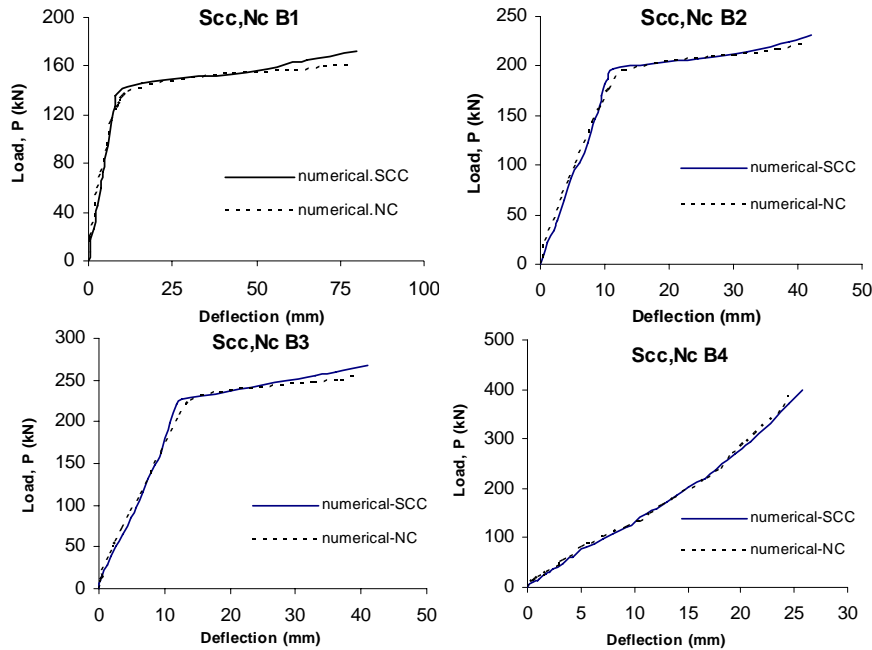 Scc,Nc B1
Load, P (kN)
200
160
120
80
40
0
numerical.SCC
numerical.NC
0 25 50 75 100
Deflection (mm)
Scc,Nc B2
Load, P (kN)
250
200
150
100
50
0
numerical-SCC
numerical-NC
0 10 20 30 40 50
Deflection (mm)
Scc,Nc B3
Load, P (kN)
300
250
200
150
100
50
0
numerical-SCC
numerical-NC
0 10 20 30 40 50
Deflection (mm)
Scc,Nc B4
Load, P (kN)
500
400
300
200
100
0
numerical-SCC
numerical-NC
0 5 10 15 20 25 30
Deflection (mm)